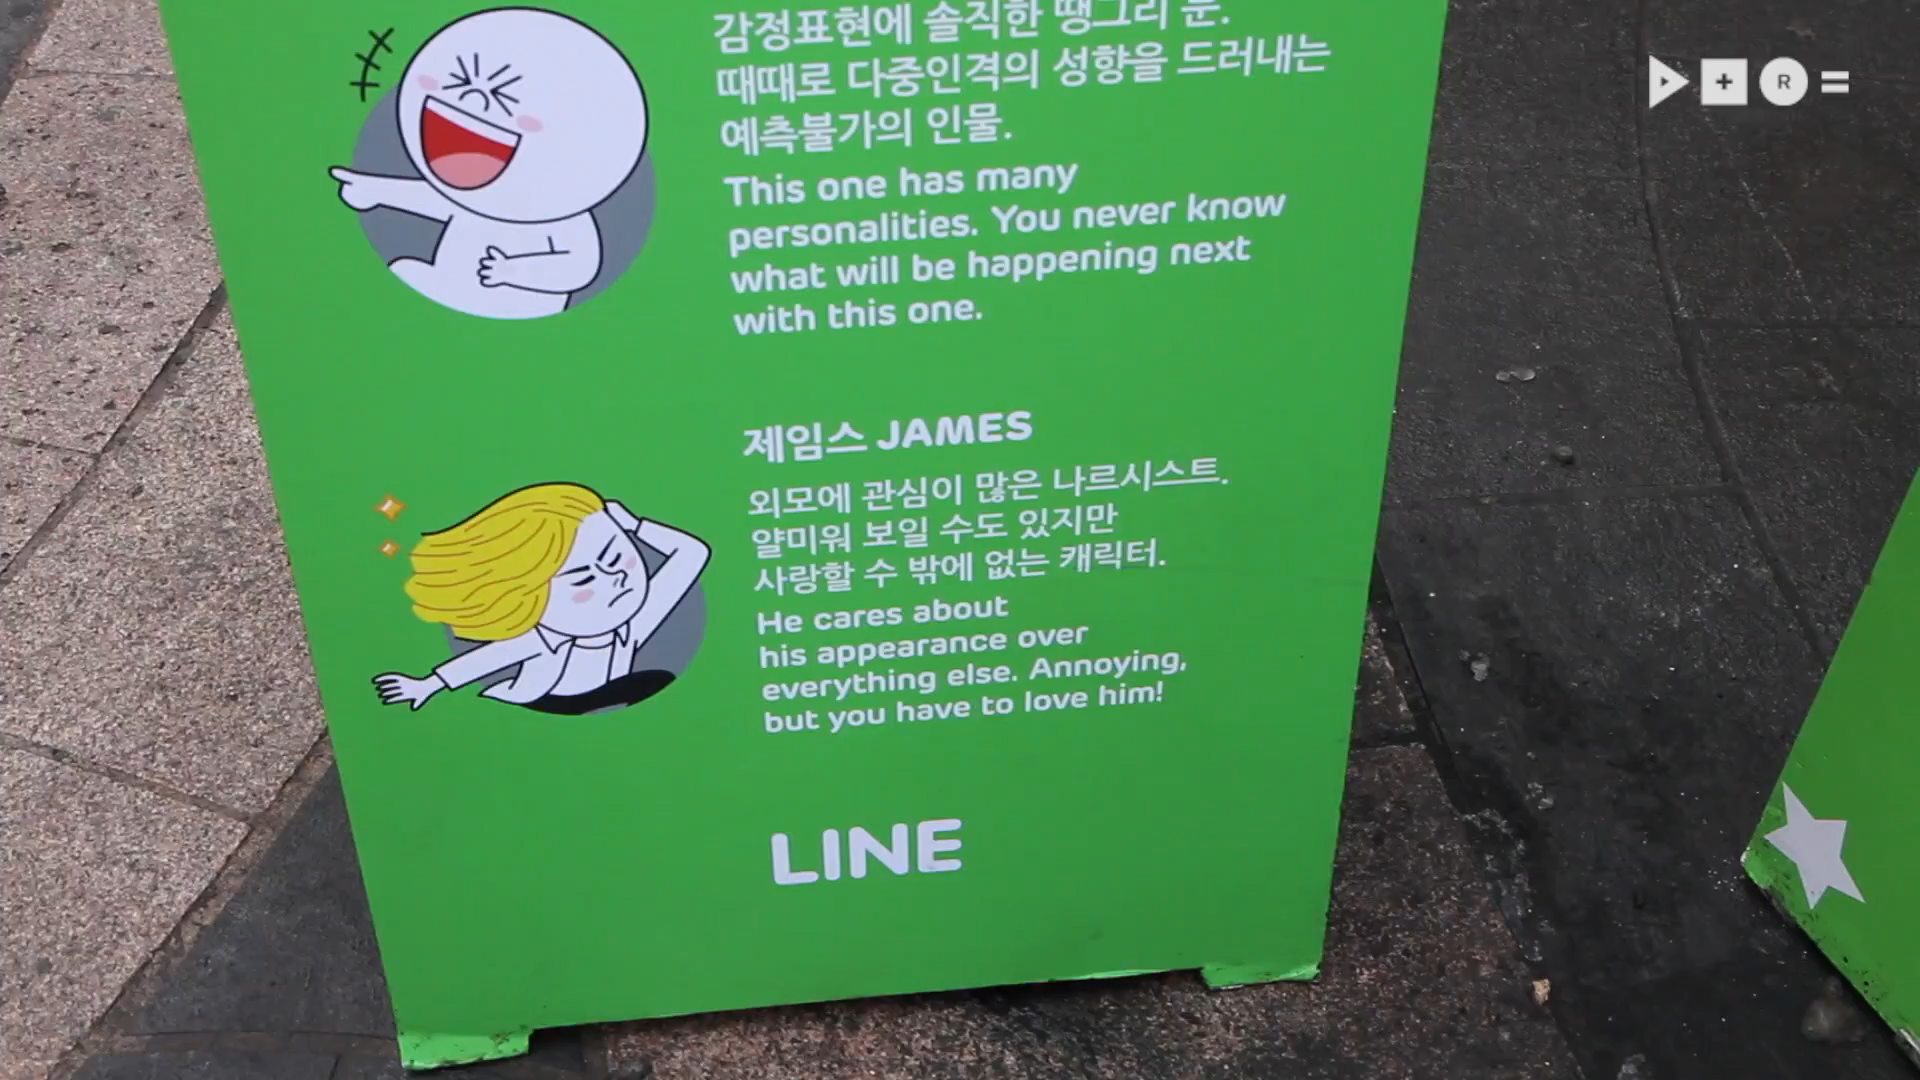 감정표현에 솔직한 땡그리 문.
때때로 다중인격의 성향을 드러내는
예측불가의 인물.
This one has many
personalities. You never know
what will be happening next
with this one.
제임스 JAMES
외모에 관심이 많은 나르시스트.
얄미워 보일 수도 있지만
사랑할 수 밖에 없는 캐릭터.
He cares about
his appearance over
everything else. Annoying,
but you have to love him!
LINE
R